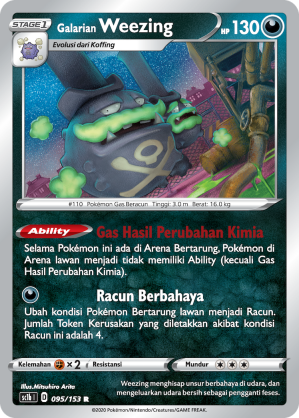 STAGE 1
Galarian Weezing
HP 130
Evolusi dari Koffing
#110 Pokémon Gas Beracun Tinggi: 3.0 m Berat: 16.0 kg
Ability Gas Hasil Perubahan Kimia
Selama Pokémon ini ada di Arena Bertarung, Pokémon di
Arena lawan menjadi tidak memiliki Ability (kecuali Gas
Hasil Perubahan Kimia).
Racun Berbahaya
Ubah kondisi Pokémon Bertarung lawan menjadi Racun.
Jumlah Token Kerusakan yang diletakkan akibat kondisi
Racun ini adalah 4.
Kelemahan × 2 Resistansi Mundur
Illus. Mitsuhiro Arita
sc1b I D 095/153 R
Weezing menghisap unsur berbahaya di udara, dan
mengeluarkan udara yang bersih.
©2020 Pokémon/Nintendo/Creatures/GAME FREAK.